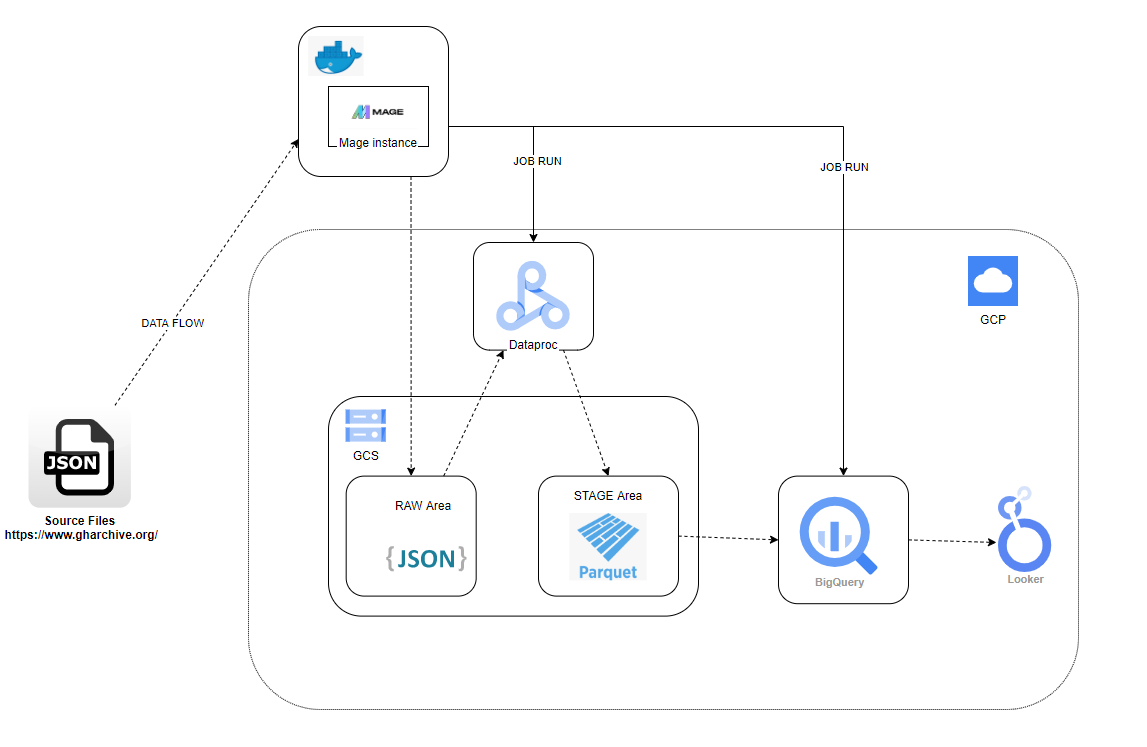 MAGE
Mage instance
JOB RUN
JOB RUN
GCP
DATA FLOW
Dataproc
JSON
GCS
RAW Area
STAGE Area
{JSON}
Parquet
BigQuery
Looker
Source Files
https://www.gharchive.org/